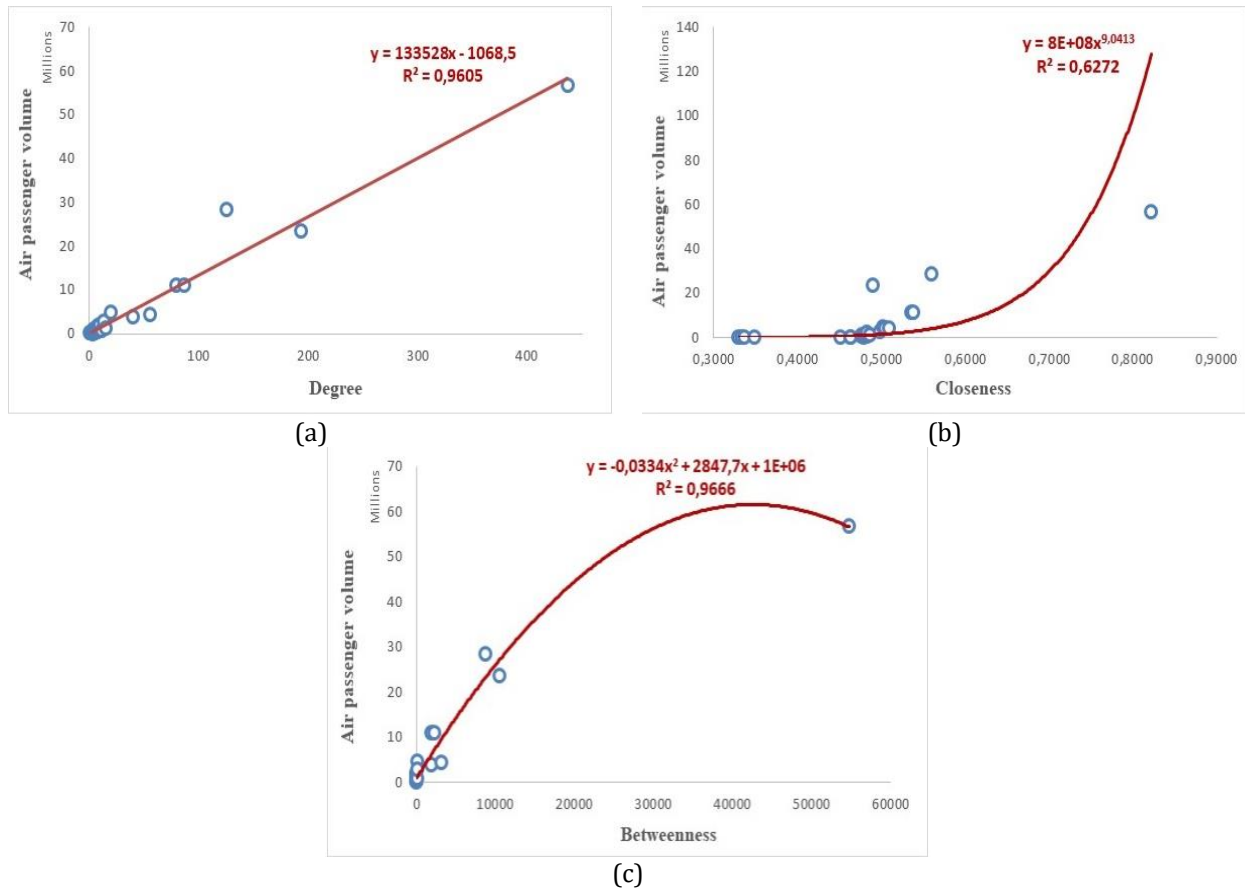 70
60
50
40
30
20
10
0
Millions
Air passenger volume
y = 133528x - 1068,5
R² = 0,9605
0 100 200 300 400
Degree
(a)
140
120
100
80
60
40
20
0
Millions
Air passenger volume
y = 8E+08x^9,0413
R² = 0,6272
0,3000 0,4000 0,5000 0,6000 0,7000 0,8000 0,9000
Closeness
(b)
70
60
50
40
30
20
10
0
Millions
Air passenger volume
y = -0,0334x² + 2847,7x + 1E+06
R² = 0,9666
0 10000 20000 30000 40000 50000 60000
Betweenness
(c)